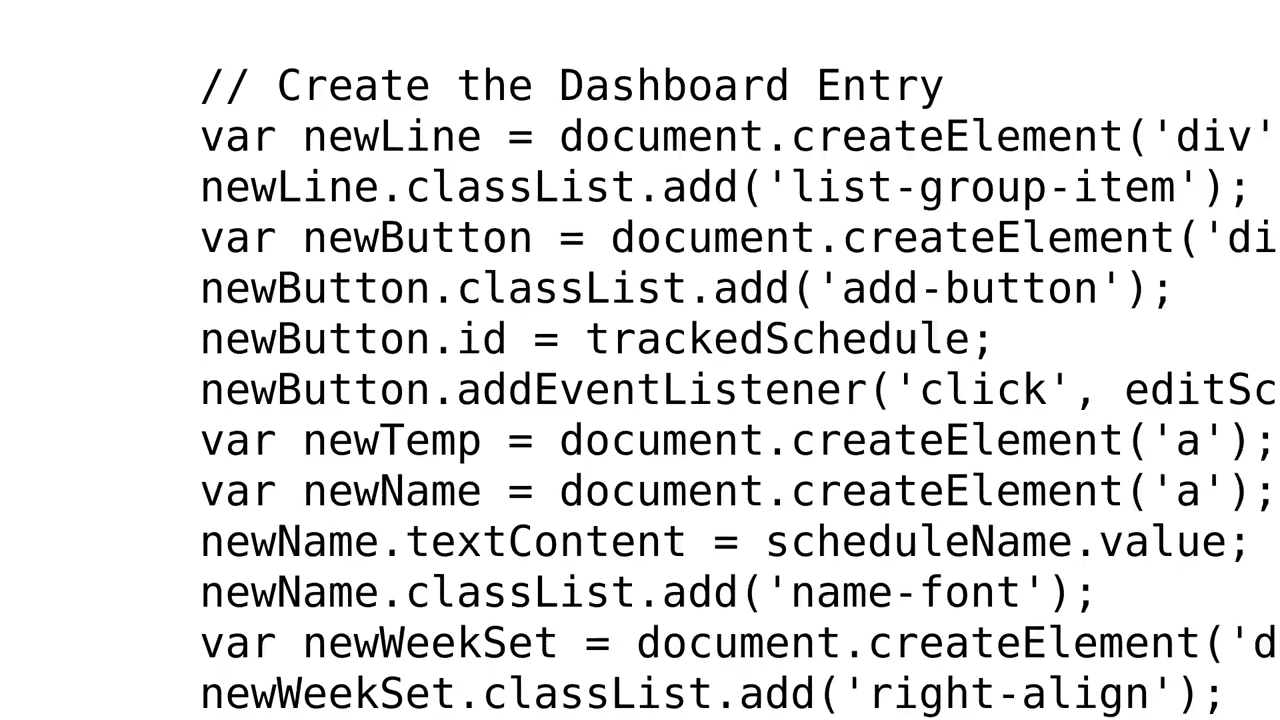 // Create the Dashboard Entry
var newLine = document.createElement('div'
newLine.classList.add('list-group-item');
var newButton = document.createElement('di
newButton.classList.add('add-button');
newButton.id = trackedSchedule;
newButton.addEventListener('click', editSc
var newTemp = document.createElement('a');
var newName = document.createElement('a');
newName.textContent = scheduleName.value;
newName.classList.add('name-font');
var newWeekSet = document.createElement('d
newWeekSet.classList.add('right-align');